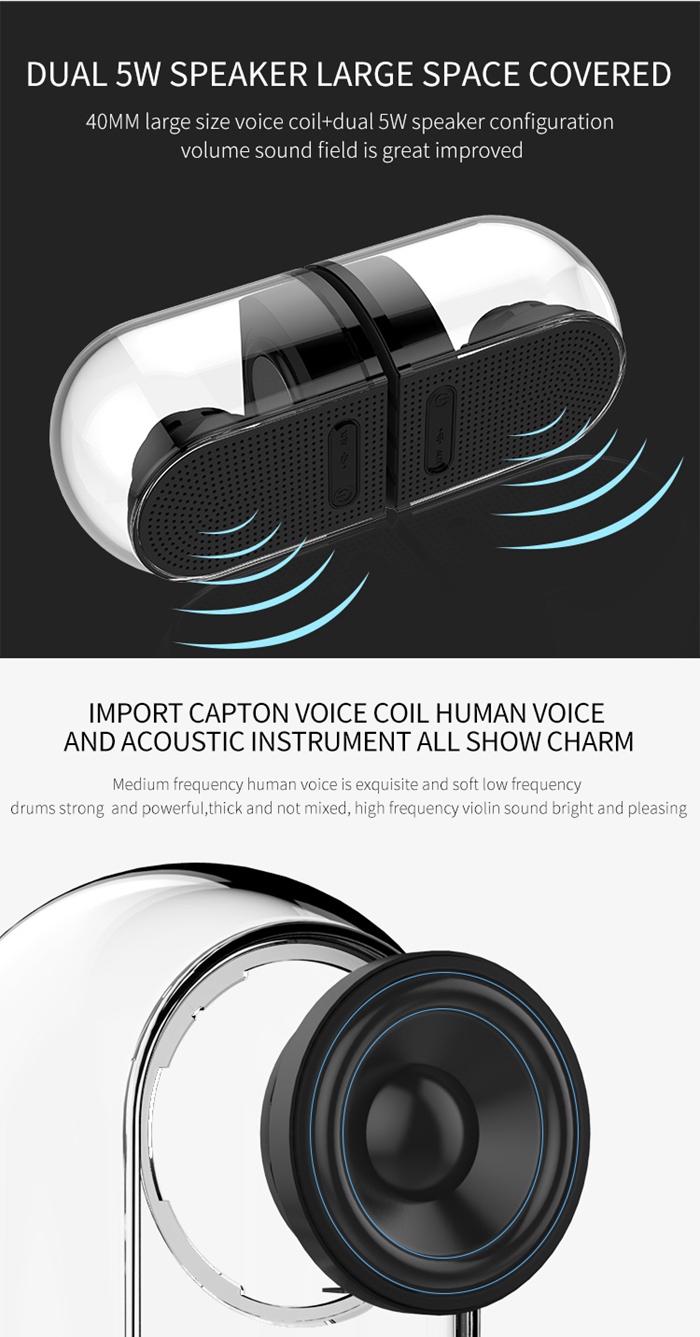 DUAL 5W SPEAKER LARGE SPACE COVERED
40MM large size voice coil+dual 5W speaker configuration
volume sound field is great improved
IMPORT CAPTON VOICE COIL HUMAN VOICE
AND ACOUSTIC INSTRUMENT ALL SHOW CHARM
Medium frequency human voice is exquisite and soft low frequency
drums strong and powerful,thick and not mixed, high frequency violin sound bright and pleasing